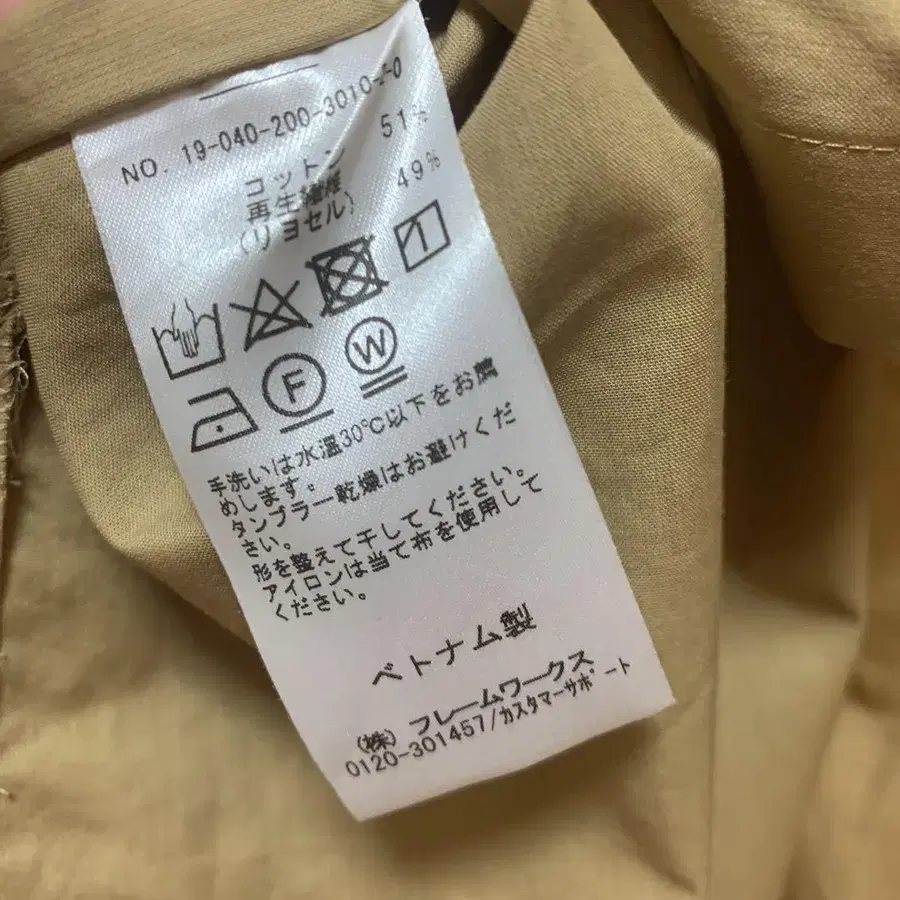 NO. 19-040-200-3010-2-0
コットン 51%
再生繊維 49%
(リヨセル)
1
F
W
手洗いは水温30℃以下をお薦
めします。
タンブラー乾燥はお避けくだ
さい。
形を整えて干してください。
アイロンは当て布を使用して
ください。
ベトナム製
(株) フレームワークス
0120-301457/カスタマーサポート